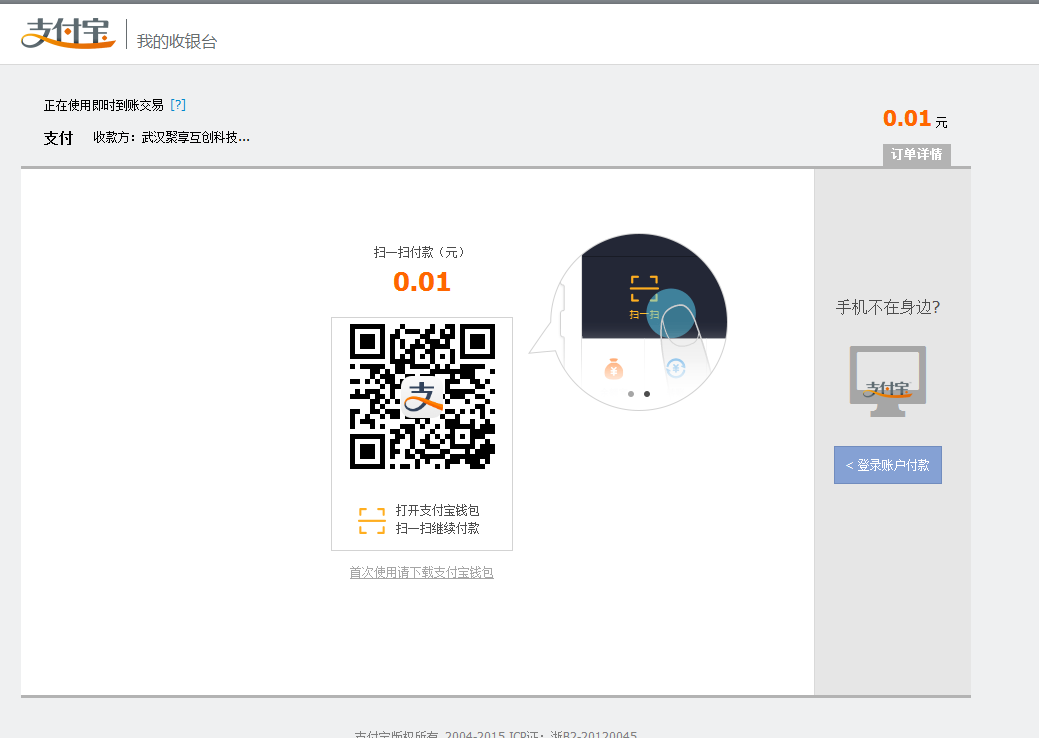 支付宝 我的收银台
正在使用即时到账交易 [?]
支付 收款方：武汉聚享互创科技...
0.01 元
订单详情
扫一扫付款（元）
0.01
扫一扫
支
打开支付宝钱包
扫一扫继续付款
首次使用请下载支付宝钱包
手机不在身边?
支付宝
< 登录账户付款
支付宝版权所有 2004-2015 ICP证：浙B2-20120045